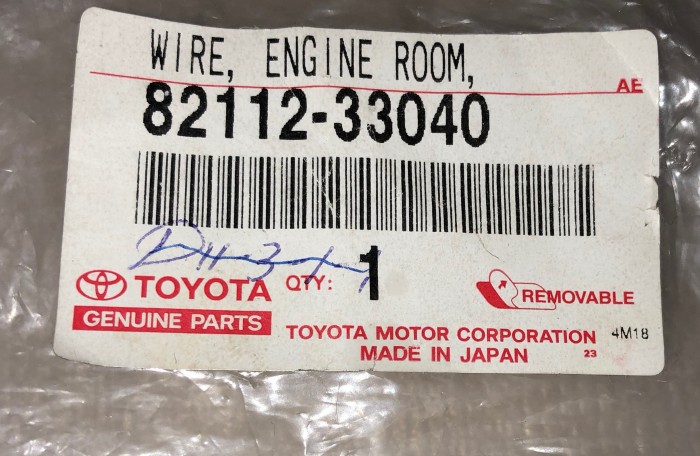 WIRE, ENGINE ROOM,
AE
82112-33040
TOYOTA QTY: 1
GENUINE PARTS
REMOVABLE
TOYOTA MOTOR CORPORATION 4M18
MADE IN JAPAN 23